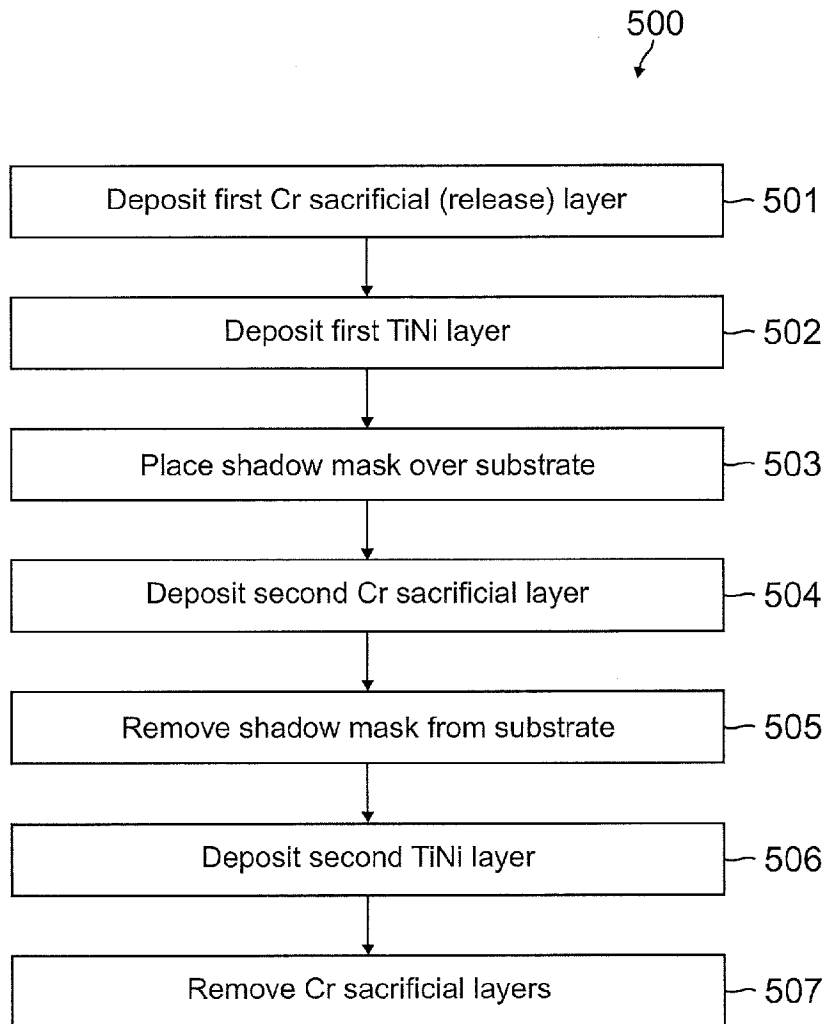 500
Deposit first Cr sacrificial (release) layer 501
Deposit first TiNi layer 502
Place shadow mask over substrate 503
Deposit second Cr sacrificial layer 504
Remove shadow mask from substrate 505
Deposit second TiNi layer 506
Remove Cr sacrificial layers 507